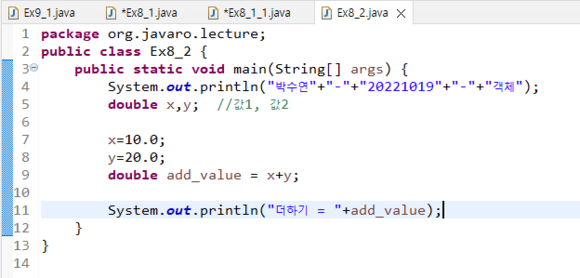 Ex9_1.java *Ex8_1.java *Ex8_1_1.java Ex8_2.java
1 package org.javaro.lecture;
2 public class Ex8_2 {
3 public static void main(String[] args) {
4 System.out.println("박수연"+"-"+"20221019"+"-"+"객체");
5 double x,y; //값1, 값2
6
7 x=10.0;
8 y=20.0;
9 double add_value = x+y;
10
11 System.out.println("더하기 = "+add_value);
12 }
13 }
14